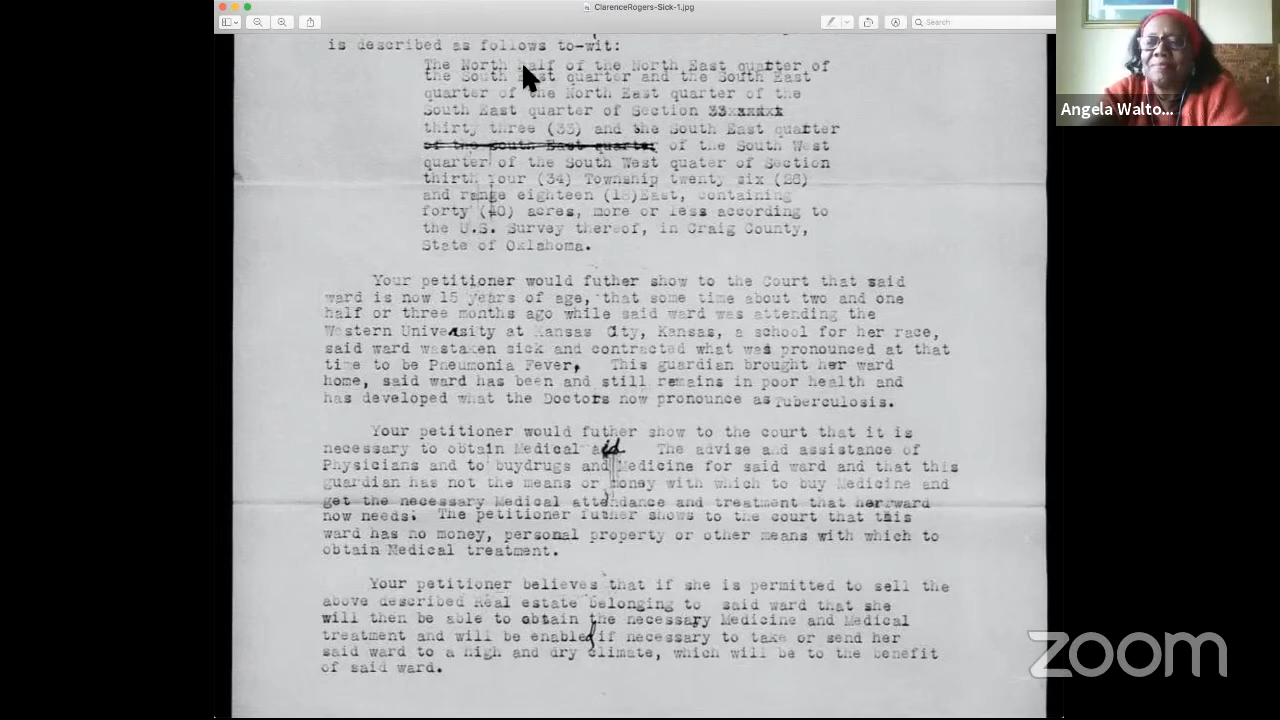 ClarenceRogers-Sick-1.jpg
Search
is described as follows to-wit:
The North half of the North East quartter of
the South East quarter and the South East
quarter of the North East quarter of the
South East quarter of Section 33xxxxxx
thirty three (33) and the South East quatter
of the south East quarter of the South West
quarter of the South West quater of Section
thirth four (34) Township twenty six (26)
and range eighteen (18)East, containing
forty (40) acres, more or less according to
the U.S. Survey thereof, in Craig County,
State of Oklahoma.
Your petitioner would futher show to the Court that said
ward is now 15 years of age, that some time about two and one
half or three months ago while said ward was attending the
Western University at Kansas City, Kansas, a school for her race,
said ward wastaken sick and contracted what was pronounced at that
time to be Pneumonia Fever, This guardian brought her ward
home, said ward has been and still remains in poor health and
has developed what the Doctors now pronounce as Tuberculosis.
Your petitioner would futher show to the court that it is
necessary to obtain Medical aid The advise and assistance of
Physicians and to buydrugs and Medicine for said ward and that this
guardian has not the means or money with which to buy Medicine and
get the necessary Medical attendance and treatment that her ward
now needs. The petitioner futher shows to the court that this
ward has no money, personal property or other means with which to
obtain Medical treatment.
Your petitioner believes that if she is permitted to sell the
above described Real estate belonging to said ward that she
will then be able to obtain the necessary Medicine and Medical
treatment and will be enabled if necessary to take or send her
said ward to a high and dry climate, which will be to the benefit
of said ward.
Angela Walto...
zoom